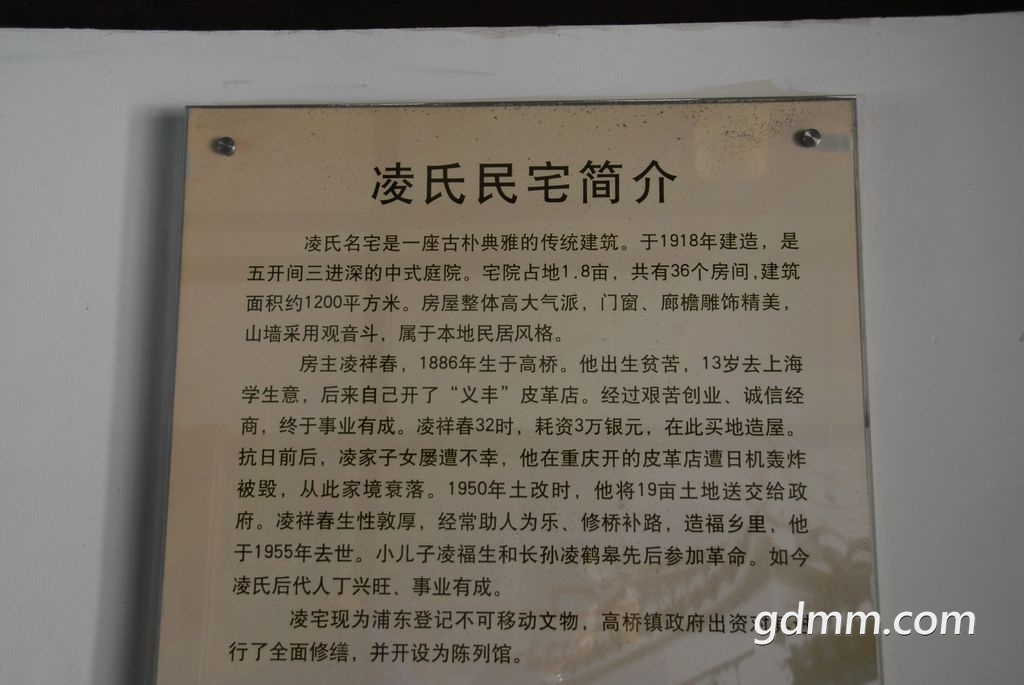 凌氏民宅简介
凌氏名宅是一座古朴典雅的传统建筑。于1918年建造，是
五开间三进深的中式庭院。宅院占地1.8亩，共有36个房间,建筑
面积约1200平方米。房屋整体高大气派，门窗、廊檐雕饰精美，
山墙采用观音斗，属于本地民居风格。
房主凌祥春，1886年生于高桥。他出生贫苦，13岁去上海
学生意，后来自己开了“义丰”皮革店。经过艰苦创业、诚信经
商，终于事业有成。凌祥春32时，耗资3万银元，在此买地造屋。
抗日前后，凌家子女屡遭不幸，他在重庆开的皮革店遭日机轰炸
被毁，从此家境衰落。1950年土改时，他将19亩土地送交给政
府。凌祥春生性敦厚，经常助人为乐、修桥补路，造福乡里，他
于1955年去世。小儿子凌福生和长孙凌鹤皋先后参加革命。如今
凌氏后代人丁兴旺、事业有成。
凌宅现为浦东登记不可移动文物，高桥镇政府出资
行了全面修缮，并开设为陈列馆。
gdmm.com